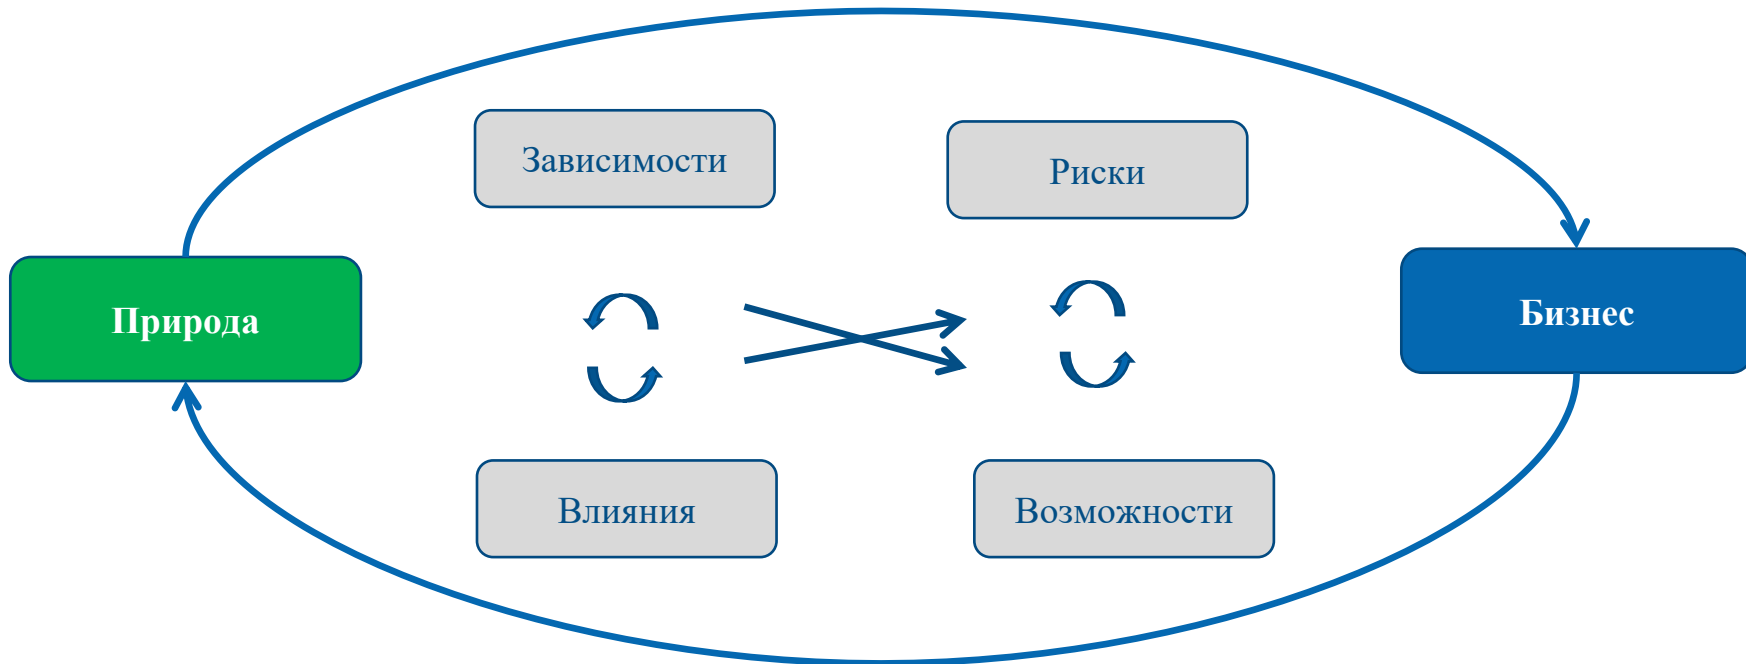 Зависимости
Риски
Природа
Бизнес
Влияния
Возможности